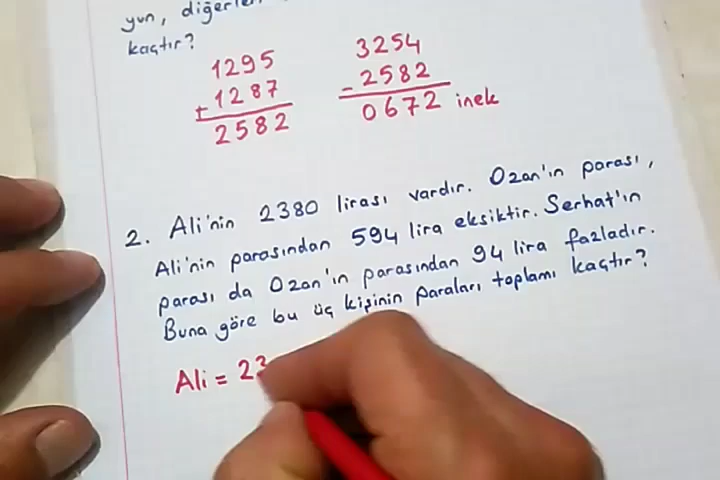 yun, diğerleri
kaçtır?
1295
+1287
2582
3254
-2582
0672 inek
2. Ali'nin 2380 lirası vardır. Ozan'ın parası,
Ali'nin parasından 594 lira eksiktir. Serhat'ın
parası da Ozan'ın parasından 94 lira fazladır.
Buna göre bu üç kişinin paraları toplamı kaçtır?
Ali = 23